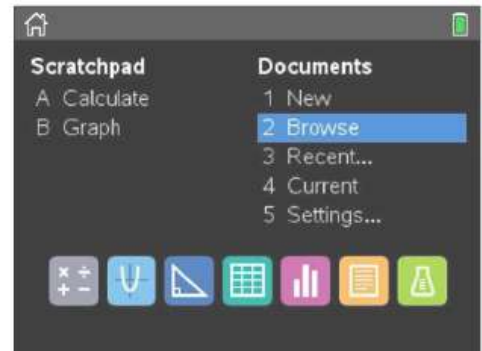 Scratchpad
A Calculate
B Graph
Documents
1 New
2 Browse
3 Recent...
4 Current
5 Settings...